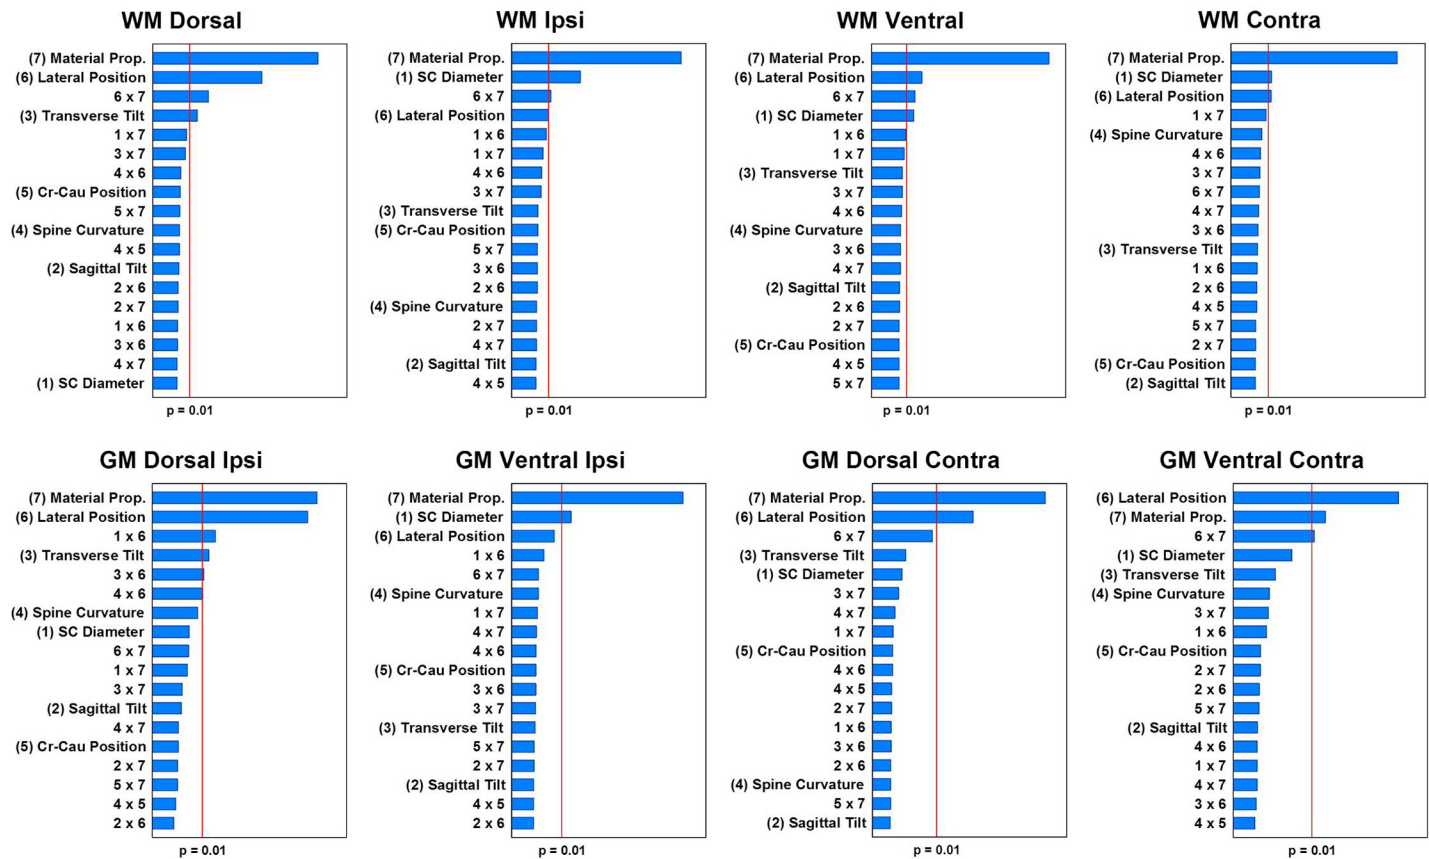 WM Dorsal
(7) Material Prop.
(6) Lateral Position
6 x 7
(3) Transverse Tilt
1 x 7
3 x 7
4 x 6
(5) Cr-Cau Position
5 x 7
(4) Spine Curvature
4 x 5
(2) Sagittal Tilt
2 x 6
2 x 7
1 x 6
3 x 6
4 x 7
(1) SC Diameter
p = 0.01
WM Ipsi
(7) Material Prop.
(1) SC Diameter
6 x 7
(6) Lateral Position
1 x 6
1 x 7
4 x 6
3 x 7
(3) Transverse Tilt
(5) Cr-Cau Position
5 x 7
3 x 6
2 x 6
(4) Spine Curvature
2 x 7
4 x 7
(2) Sagittal Tilt
4 x 5
p = 0.01
WM Ventral
(7) Material Prop.
(6) Lateral Position
6 x 7
(1) SC Diameter
1 x 6
1 x 7
(3) Transverse Tilt
3 x 7
4 x 6
(4) Spine Curvature
3 x 6
4 x 7
(2) Sagittal Tilt
2 x 6
2 x 7
(5) Cr-Cau Position
4 x 5
5 x 7
p = 0.01
WM Contra
(7) Material Prop.
(1) SC Diameter
(6) Lateral Position
1 x 7
(4) Spine Curvature
4 x 6
3 x 7
6 x 7
4 x 7
3 x 6
(3) Transverse Tilt
1 x 6
2 x 6
4 x 5
5 x 7
2 x 7
(5) Cr-Cau Position
(2) Sagittal Tilt
p = 0.01
GM Dorsal Ipsi
(7) Material Prop.
(6) Lateral Position
1 x 6
(3) Transverse Tilt
3 x 6
4 x 6
(4) Spine Curvature
(1) SC Diameter
6 x 7
1 x 7
3 x 7
(2) Sagittal Tilt
4 x 7
(5) Cr-Cau Position
2 x 7
5 x 7
4 x 5
2 x 6
p = 0.01
GM Ventral Ipsi
(7) Material Prop.
(1) SC Diameter
(6) Lateral Position
1 x 6
6 x 7
(4) Spine Curvature
1 x 7
4 x 7
4 x 6
(5) Cr-Cau Position
3 x 6
3 x 7
(3) Transverse Tilt
5 x 7
2 x 7
(2) Sagittal Tilt
4 x 5
2 x 6
p = 0.01
GM Dorsal Contra
(7) Material Prop.
(6) Lateral Position
6 x 7
(3) Transverse Tilt
(1) SC Diameter
3 x 7
4 x 7
1 x 7
(5) Cr-Cau Position
4 x 6
4 x 5
2 x 7
1 x 6
3 x 6
2 x 6
(4) Spine Curvature
5 x 7
(2) Sagittal Tilt
p = 0.01
GM Ventral Contra
(6) Lateral Position
(7) Material Prop.
6 x 7
(1) SC Diameter
(3) Transverse Tilt
(4) Spine Curvature
3 x 7
1 x 6
(5) Cr-Cau Position
2 x 7
2 x 6
5 x 7
(2) Sagittal Tilt
4 x 6
1 x 7
4 x 7
3 x 6
4 x 5
p = 0.01